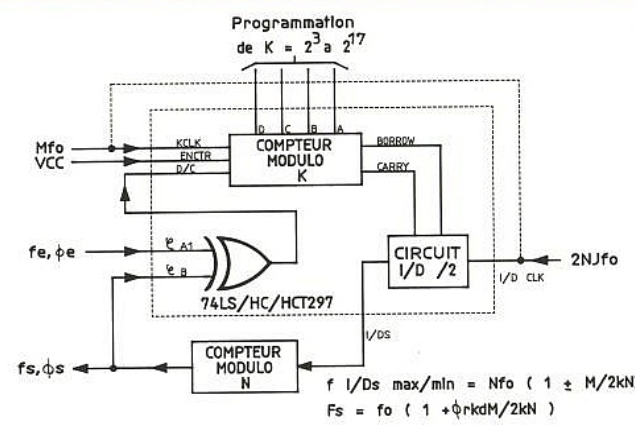 Programmation
de K = 2³ a 2¹⁷
D C B A
Mfo
KCLK
COMPTEUR
MODULO
K
BORROW
VCC
ENCTR
D/C
CARRY
fe,ϕe
A1
B
CIRCUIT
I/D /2
2NJfo
I/D CLK
74LS/HC/HCT297
I/DS
fs,ϕs
COMPTEUR
MODULO
N
f I/Ds max/min = Nfo ( 1 ± M/2kN
Fs = fo ( 1 +ϕrkdM/2kN )